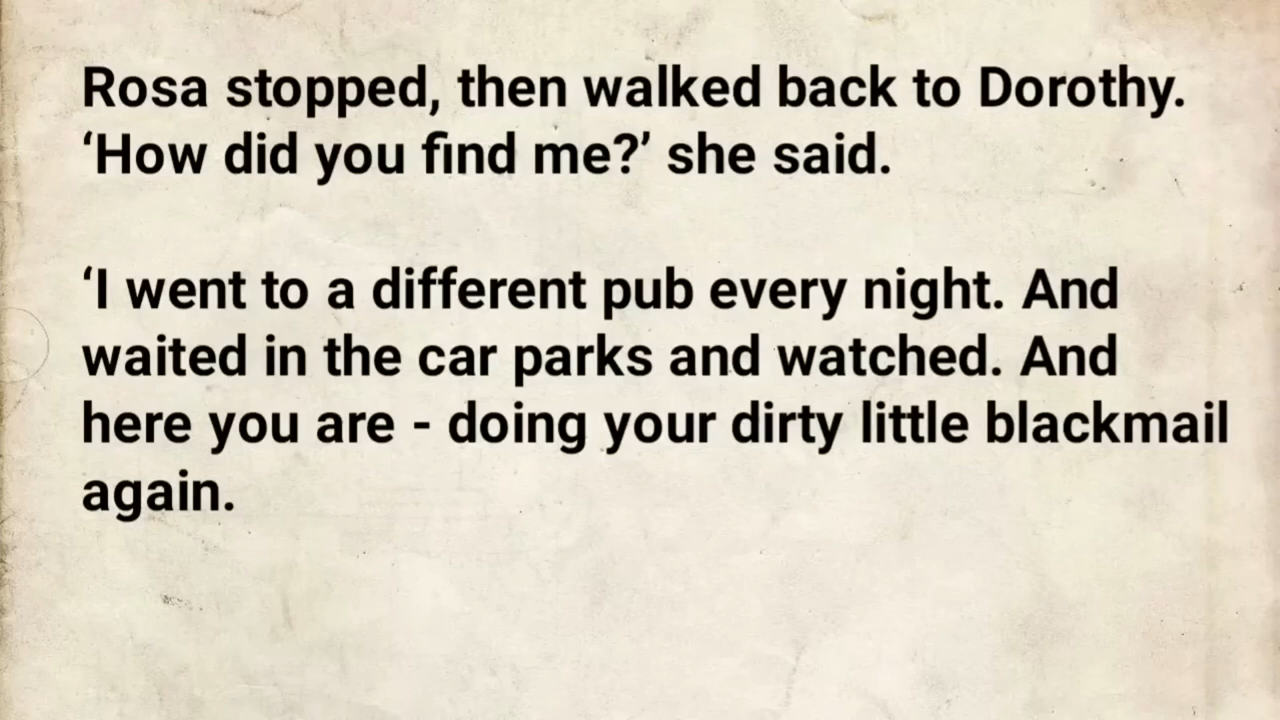 Rosa stopped, then walked back to Dorothy.
‘How did you find me?’ she said.
‘I went to a different pub every night. And
waited in the car parks and watched. And
here you are - doing your dirty little blackmail
again.